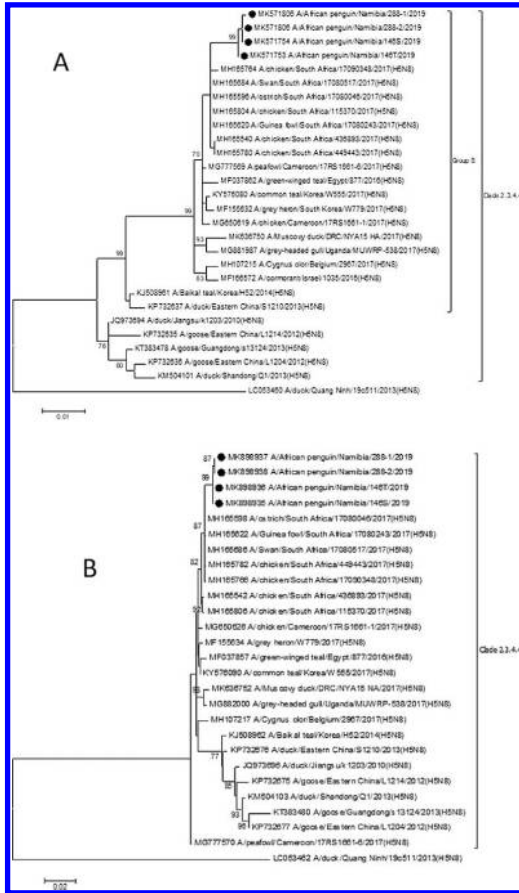 A
MK571806 A/African penguin/Namibia/288-1/2019
MK571806 A/African penguin/Namibia/288-2/2019
MK571754 A/African penguin/Namibia/146S/2019
MK571753 A/African penguin/Namibia/146T/2019
99
MH165764 A/chicken/South Africa/17090348/2017(H5N8)
MH165684 A/Swan/South Africa/17080517/2017(H5N8)
MH165596 A/ostrich/South Africa/17080046/2017(H5N8)
MH165804 A/chicken/South Africa/115370/2017(H5N8)
MH165620 A/Guinea fowl/South Africa/17080243/2017(H5N8)
MH165540 A/chicken/South Africa/436893/2017(H5N8)
MH165780 A/chicken/South Africa/449443/2017(H5N8)
MG777569 A/peafowl/Cameroon/17RS1661-6/2017(H5N8)
MF037862 A/green-winged teal/Egypt/877/2016(H5N8)
KY576080 A/common teal/Korea/W555/2017(H5N8)
MF155632 A/grey heron/South Korea/W779/2017(H5N8)
MG650619 A/chicken/Cameroon/17RS1661-1/2017(H5N8)
MK636750 A/Muscovy duck/DRC/NYA15 HA/2017(H5N8)
MG881987 A/grey-headed gull/Uganda/MUWRP-538/2017(H5N8)
MH107215 A/Cygnus olor/Belgium/2967/2017(H5N8)
MF166572 A/cormorant/Israel/1035/2016(H5N8)
Group B
KJ508961 A/Baikal teal/Korea/H52/2014(H5N8)
KP732637 A/duck/Eastern China/S1210/2013(H5N8)
JQ973694 A/duck/Jiangsu/k1203/2010(H5N8)
KP732635 A/goose/Eastern China/L1214/2012(H5N8)
KT383478 A/goose/Guangdong/s13124/2013(H5N8)
KP732636 A/goose/Eastern China/L1204/2012(H5N8)
KM504101 A/duck/Shandong/Q1/2013(H5N8)
Clade 2.3.4.4
LC053460 A/duck/Quang Ninh/19c511/2013(H5N8)
0.01
B
MK898937 A/African penguin/Namibia/288-1/2019
MK898938 A/African penguin/Namibia/288-2/2019
MK898936 A/African penguin/Namibia/146T/2019
MK898935 A/African penguin/Namibia/146S/2019
MH165598 A/ostrich/South Africa/17080046/2017(H5N8)
MH165622 A/Guinea fowl/South Africa/17080243/2017(H5N8)
MH165686 A/Swan/South Africa/17080517/2017(H5N8)
MH165782 A/chicken/South Africa/449443/2017(H5N8)
MH165766 A/chicken/South Africa/17090348/2017(H5N8)
MH165542 A/chicken/South Africa/436893/2017(H5N8)
MH165806 A/chicken/South Africa/115370/2017(H5N8)
MG650626 A/chicken/Cameroon/17RS1661-1/2017(H5N8)
MF155634 A/grey heron/W779/2017(H5N8)
MF037857 A/green-winged teal/Egypt/877/2016(H5N8)
KY576090 A/common teal/Korea/W555/2017(H5N8)
MK636752 A/Muscovy duck/DRC/NYA15 NA/2017(H5N8)
MG882000 A/grey-headed gull/Uganda/MUWRP-538/2017(H5N8)
MH107217 A/Cygnus olor/Belgium/2967/2017(H5N8)
KJ508962 A/Baikal teal/Korea/H52/2014(H5N8)
KP732676 A/duck/Eastern China/S1210/2013(H5N8)
JQ973696 A/duck/Jiangsu/k1203/2010(H5N8)
KP732675 A/goose/Eastern China/L1214/2012(H5N8)
KM504103 A/duck/Shandong/Q1/2013(H5N8)
KT383480 A/goose/Guangdong/s13124/2013(H5N8)
KP732677 A/goose/Eastern China/L1204/2012(H5N8)
MG777570 A/peafowl/Cameroon/17RS1661-6/2017(H5N8)
Clade 2.3.4.4
LC053462 A/duck/Quang Ninh/19c511/2013(H5N8)
0.02